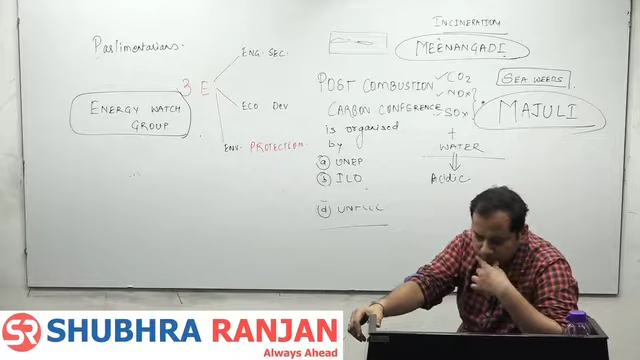 Parlimentarians.
ENERGY WATCH
GROUP
3 E
ENG. SEC.
ECO DEV
ENV. PROTECTION.
INCINERATION
MEENANGADI
POST COMBUSTION
CARBON CONFERENCE
is organised
by
(a) UNEP
(b) ILO
(d) UNFCCC
CO2
NOx
SOx
+
WATER
Acidic
SEA WEEDS
MAJULI
SR SHUBHRA RANJAN
Always Ahead